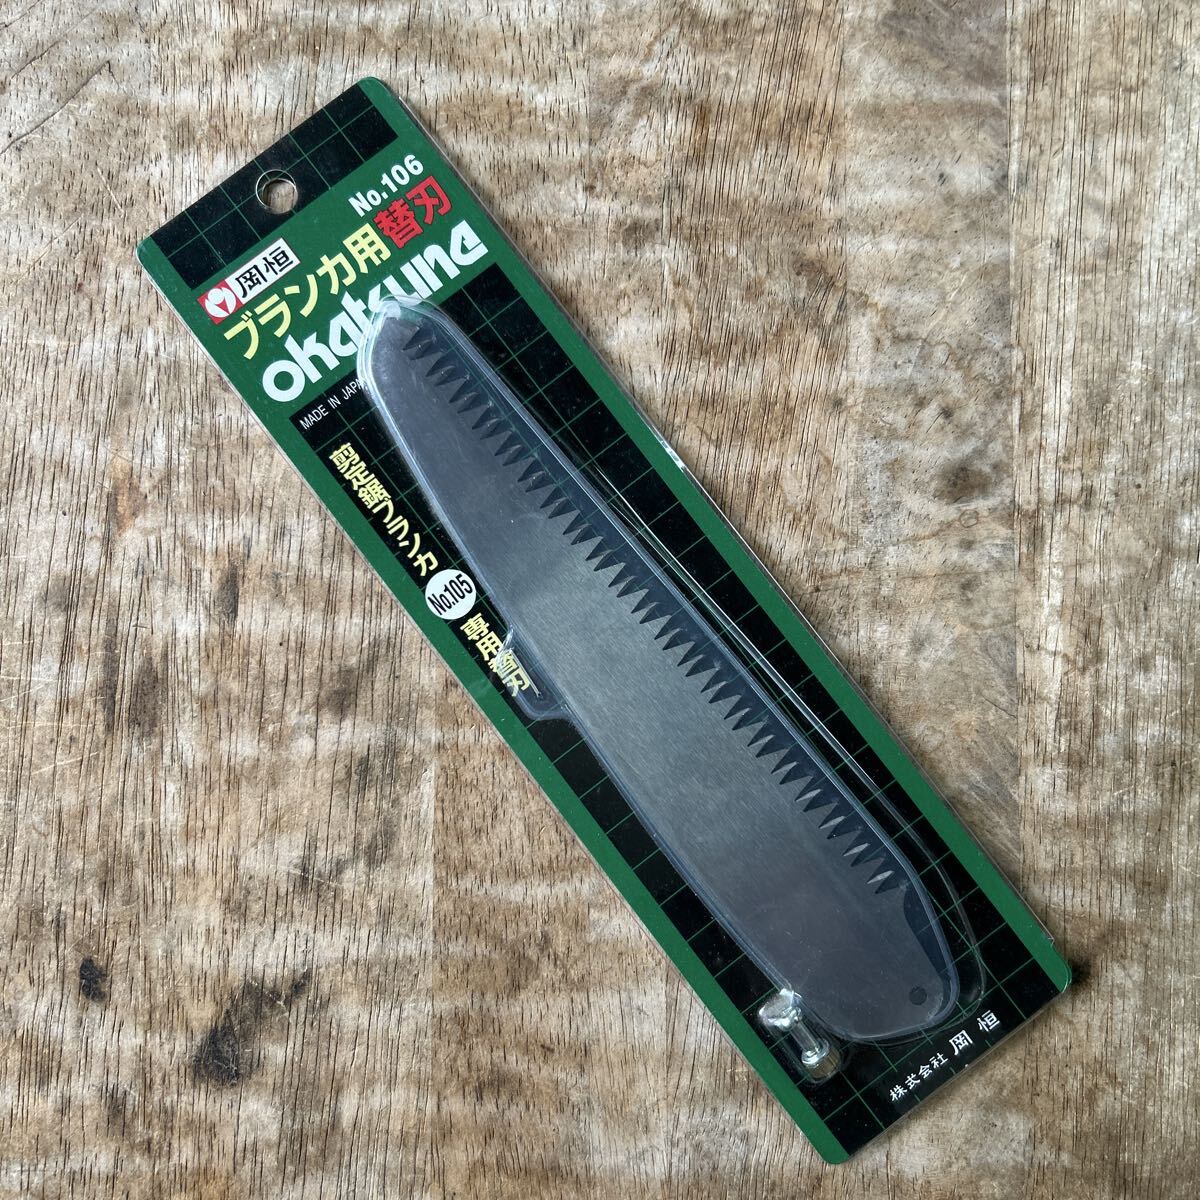 No.106
岡恒
ブランカ用替刃
okatsune
MADE IN JAPA
剪定鋸ブランカ No.105 専用替刃
株式会社 岡恒